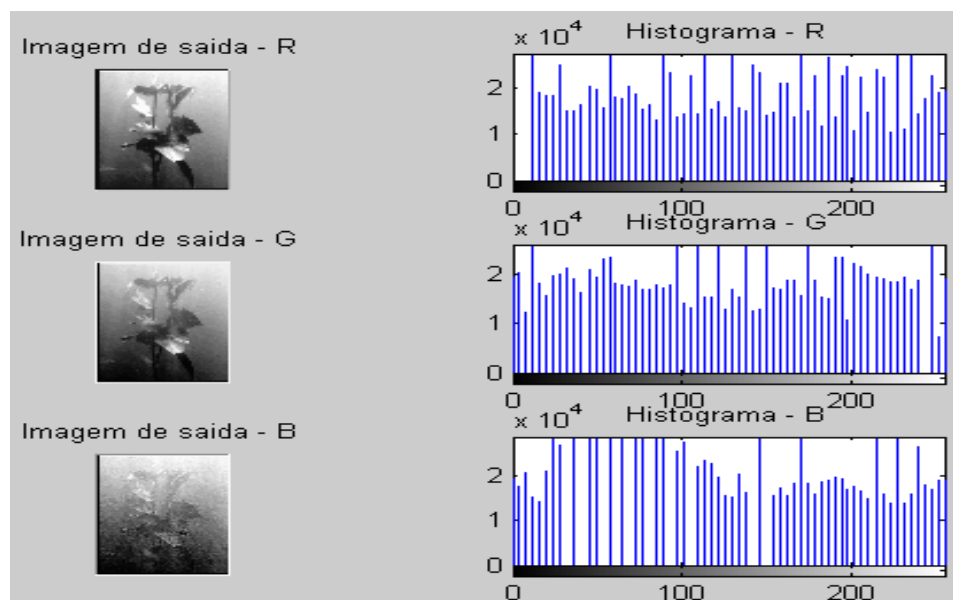 Imagem de saida - R
x 10^4 Histograma - R
2
1
0
0 100 200
Imagem de saida - G
x 10^4 Histograma - G
2
1
0
0 100 200
Imagem de saida - B
x 10^4 Histograma - B
2
1
0
0 100 200